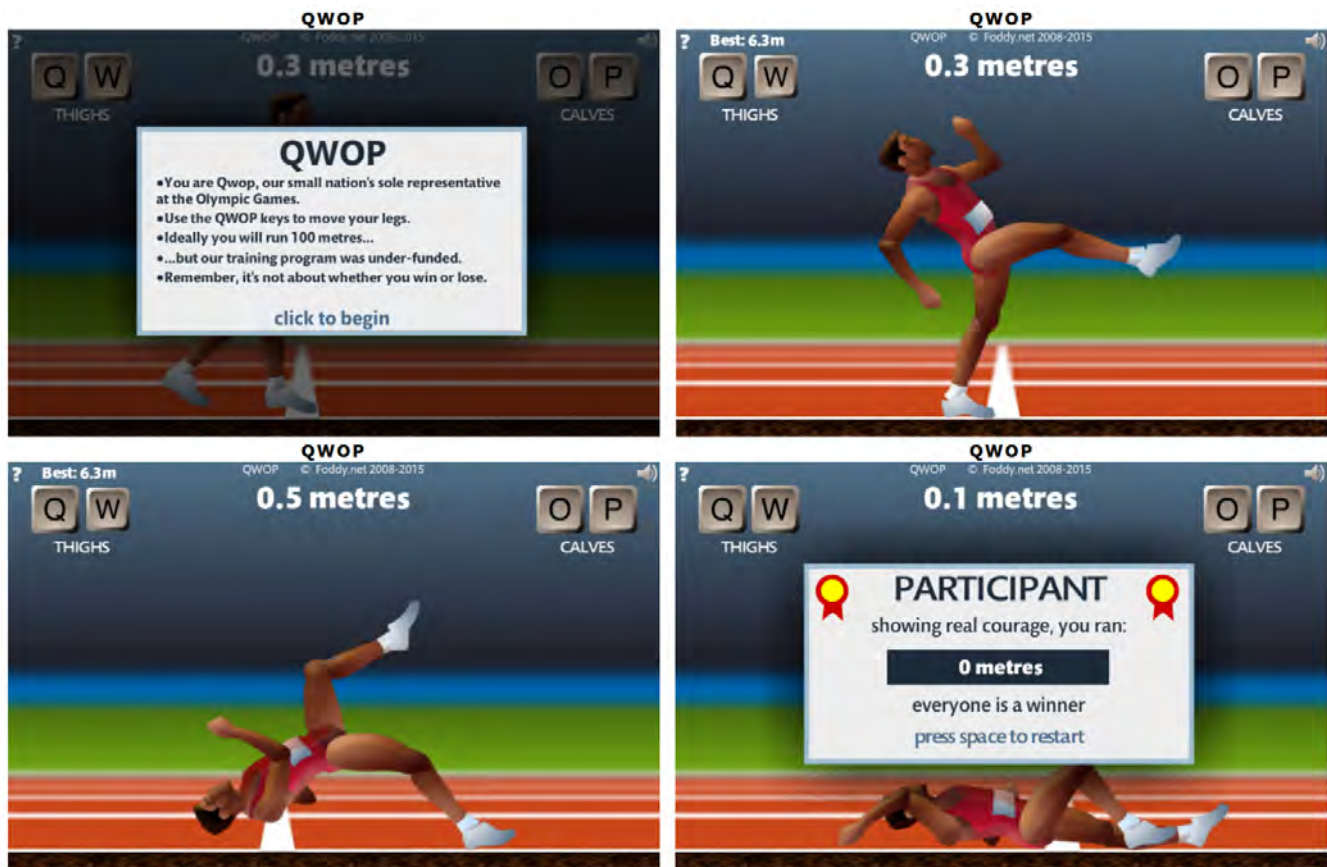 QWOP
?
QWOP © Foddy.net 2008-2015
0.3 metres
Q W
O P
THIGHS
CALVES
QWOP
•You are Qwop, our small nation's sole representative
at the Olympic Games.
•Use the QWOP keys to move your legs.
•Ideally you will run 100 metres...
•...but our training program was under-funded.
•Remember, it's not about whether you win or lose.
click to begin
QWOP
? Best: 6.3m
QWOP © Foddy.net 2008-2015
0.3 metres
Q W
O P
THIGHS
CALVES
QWOP
? Best: 6.3m
QWOP © Foddy.net 2008-2015
0.5 metres
Q W
O P
THIGHS
CALVES
QWOP
?
QWOP © Foddy.net 2008-2015
0.1 metres
Q W
O P
THIGHS
CALVES
PARTICIPANT
showing real courage, you ran:
0 metres
everyone is a winner
press space to restart